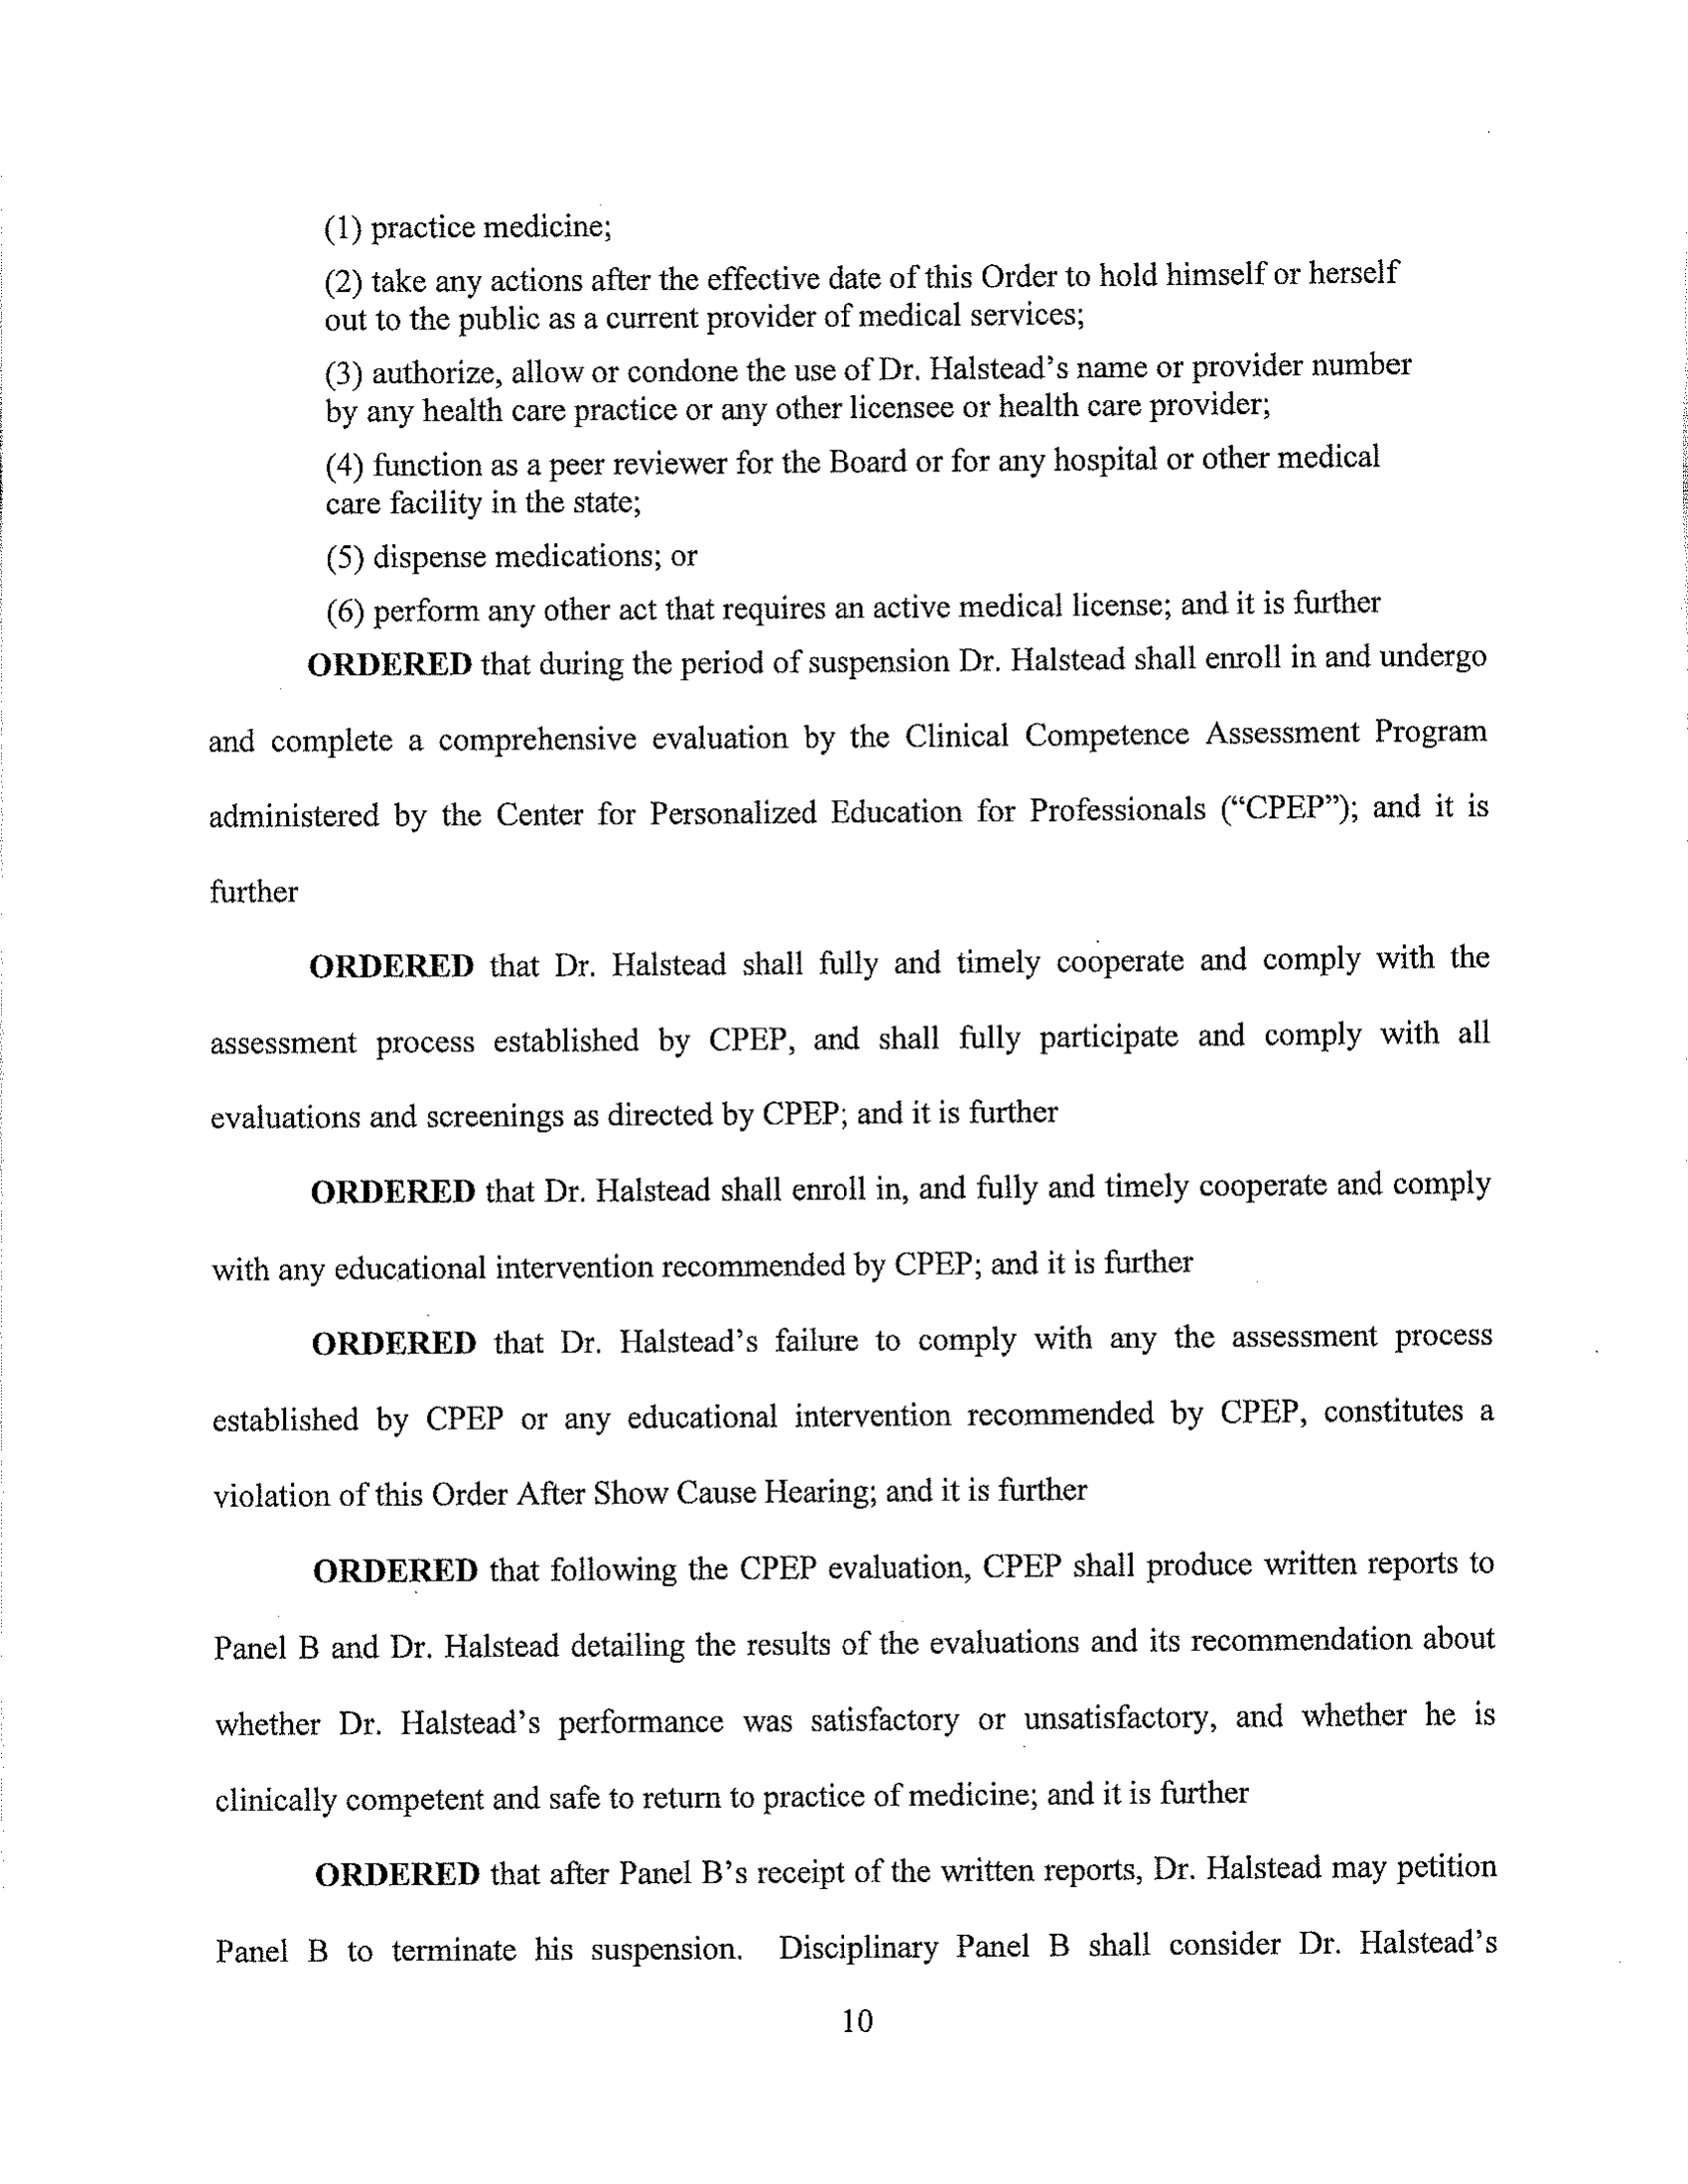 (1) practice medicine;
(2) take any actions after the effective date of this Order to hold himself or herself
out to the public as a current provider of medical services;
(3) authorize, allow or condone the use of Dr. Halstead's name or provider number
by any health care practice or any other licensee or health care provider;
(4) function as a peer reviewer for the Board or for any hospital or other medical
care facility in the state;
(5) dispense medications; or
(6) perform any other act that requires an active medical license; and it is further
ORDERED that during the period of suspension Dr. Halstead shall enroll in and undergo
and complete a comprehensive evaluation by the Clinical Competence Assessment Program
administered by the Center for Personalized Education for Professionals (“CPEP”); and it is
further
ORDERED that Dr. Halstead shall fully and timely cooperate and comply with the
assessment process established by CPEP, and shall fully participate and comply with all
evaluations and screenings as directed by CPEP; and it is further
ORDERED that Dr. Halstead shall enroll in, and fully and timely cooperate and comply
with any educational intervention recommended by CPEP; and it is further
ORDERED that Dr. Halstead's failure to comply with any the assessment process
established by CPEP or any educational intervention recommended by CPEP, constitutes a
violation of this Order After Show Cause Hearing; and it is further
ORDERED that following the CPEP evaluation, CPEP shall produce written reports to
Panel B and Dr. Halstead detailing the results of the evaluations and its recommendation about
whether Dr. Halstead's performance was satisfactory or unsatisfactory, and whether he is
clinically competent and safe to return to practice of medicine; and it is further
ORDERED that after Panel B's receipt of the written reports, Dr. Halstead may petition
Panel B to terminate his suspension. Disciplinary Panel B shall consider Dr. Halstead's
10